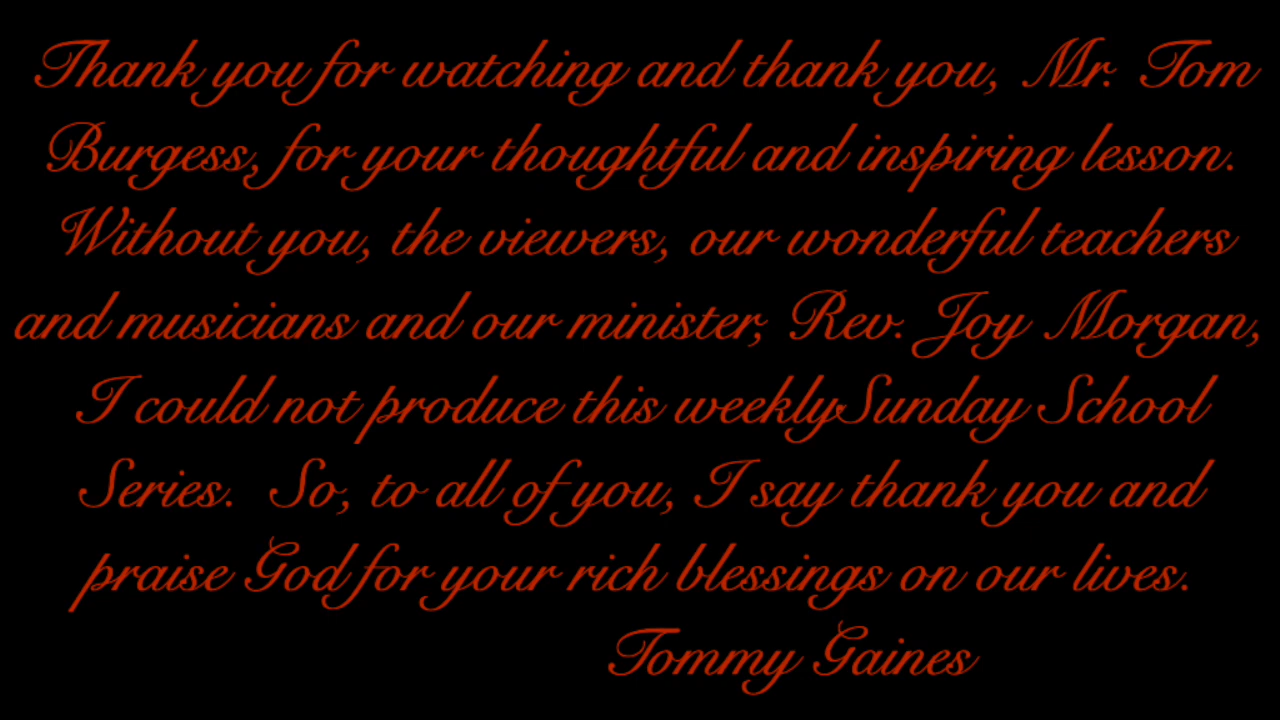 Thank you for watching and thank you, Mr. Tom
Burgess, for your thoughtful and inspiring lesson.
Without you, the viewers, our wonderful teachers
and musicians and our minister, Rev. Joy Morgan,
I could not produce this weeklySunday School
Series. So, to all of you, I say thank you and
praise God for your rich blessings on our lives.
Tommy Gaines